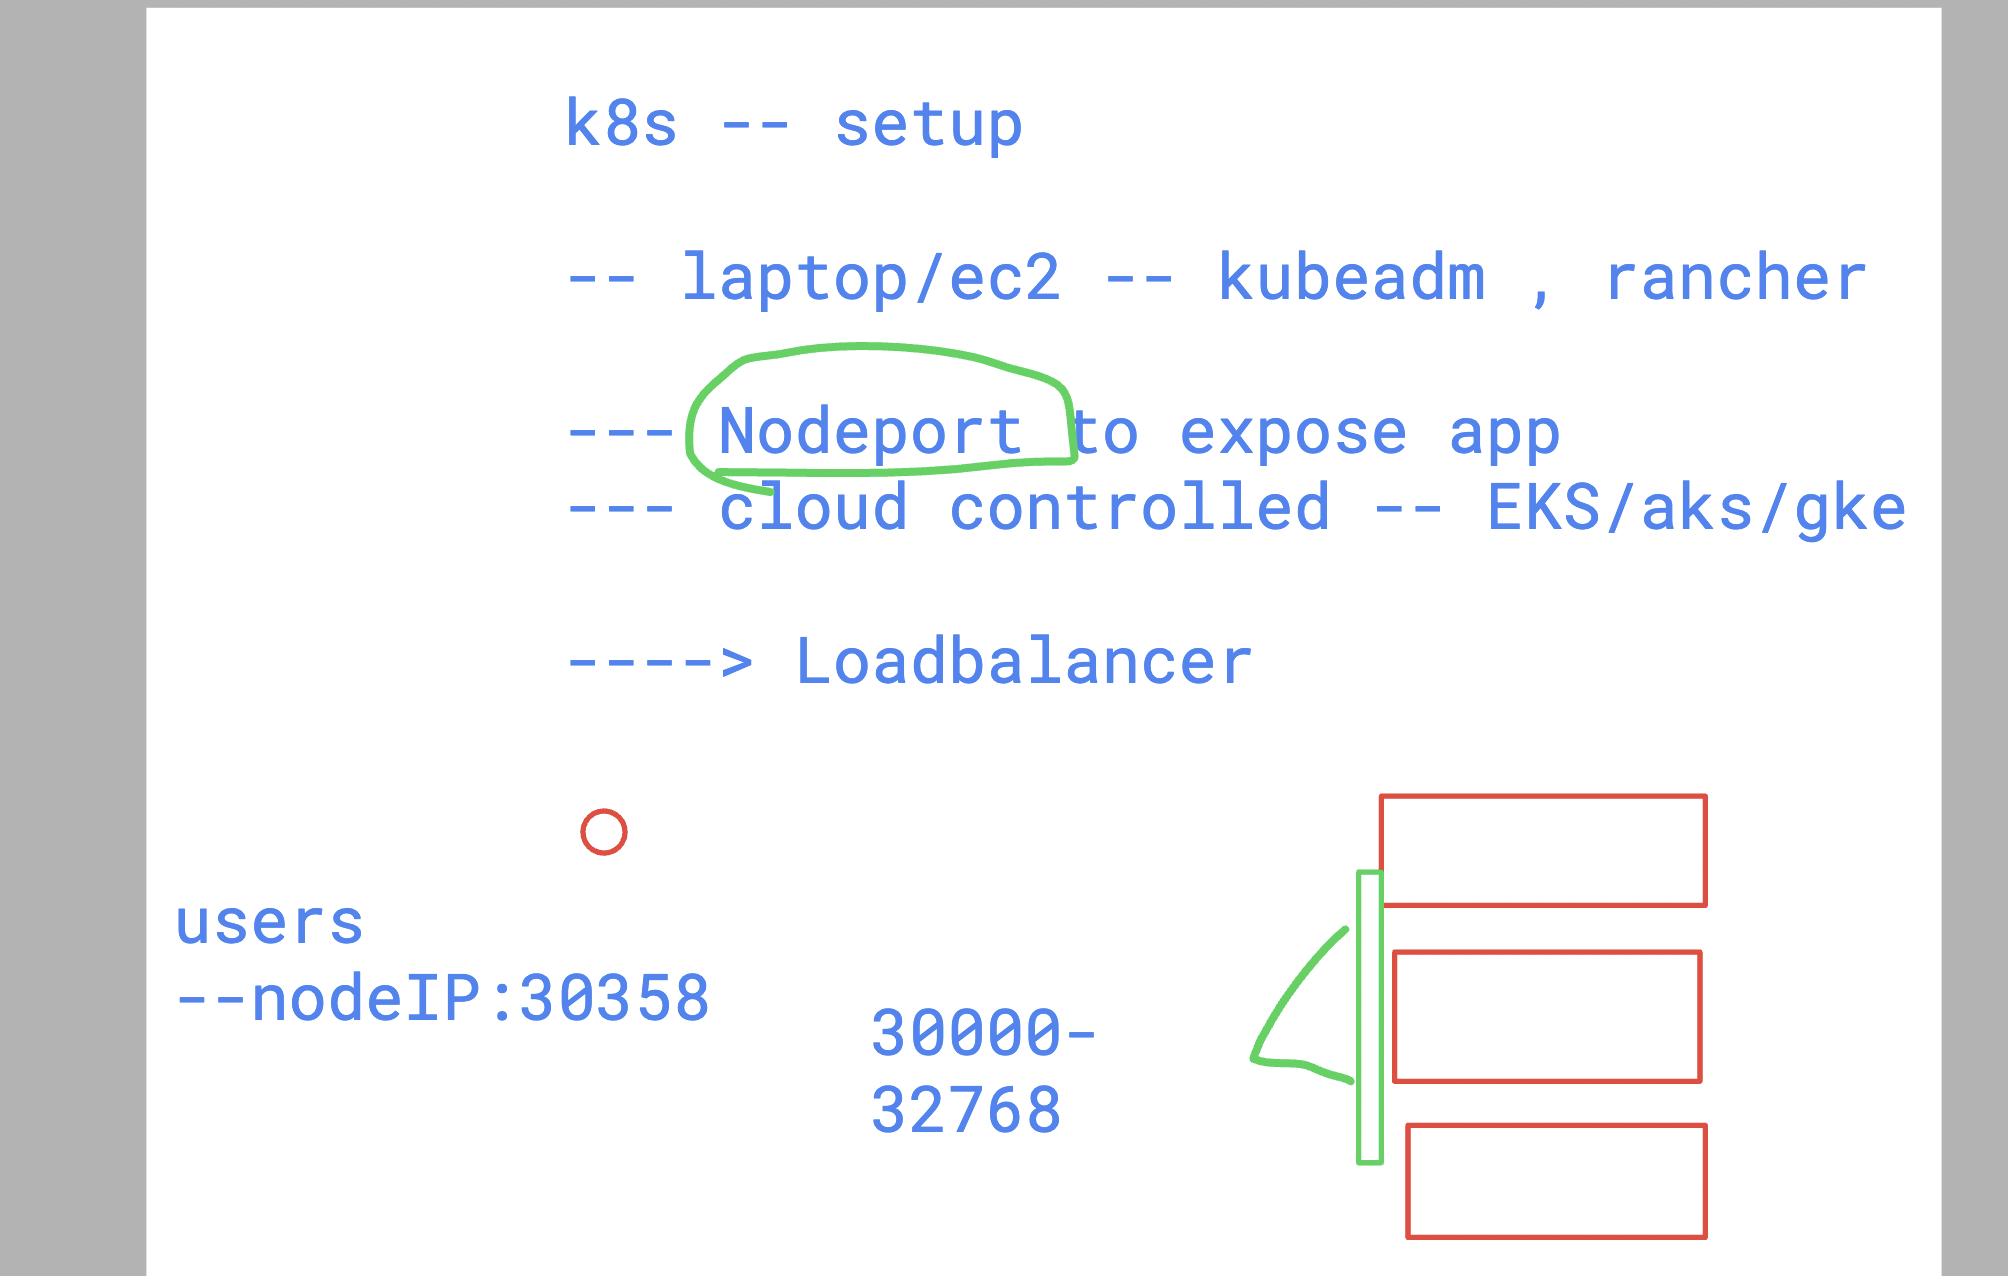 k8s -- setup
-- laptop/ec2 -- kubeadm , rancher
--- Nodeport to expose app
--- cloud controlled -- EKS/aks/gke
----> Loadbalancer
users
--nodeIP:30358
30000-
32768